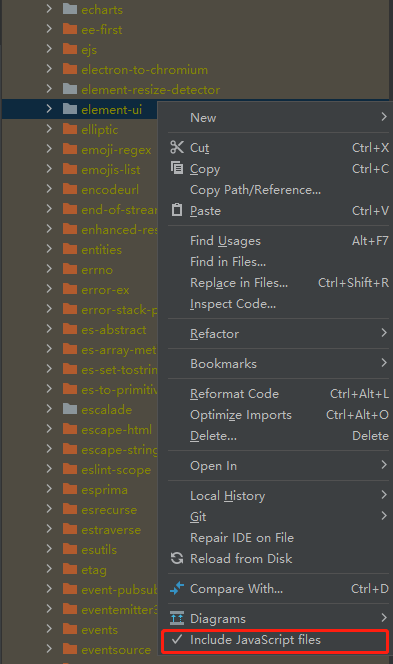 echarts
ee-first
ejs
electron-to-chromium
element-resize-detector
element-ui
elliptic
emoji-regex
emojis-list
encodeurl
end-of-strea
enhanced-res
entities
errno
error-ex
error-stack-p
es-abstract
es-array-met
es-set-tostrin
es-to-primitiv
escalade
escape-html
escape-string
eslint-scope
esprima
esrecurse
estraverse
esutils
etag
event-pubsub
eventemitter3
events
eventsource
New
Cut Ctrl+X
Copy Ctrl+C
Copy Path/Reference...
Paste Ctrl+V
Find Usages Alt+F7
Find in Files...
Replace in Files... Ctrl+Shift+R
Inspect Code...
Refactor
Bookmarks
Reformat Code Ctrl+Alt+L
Optimize Imports Ctrl+Alt+O
Delete... Delete
Open In
Local History
Git
Repair IDE on File
Reload from Disk
Compare With... Ctrl+D
Diagrams
Include JavaScript files